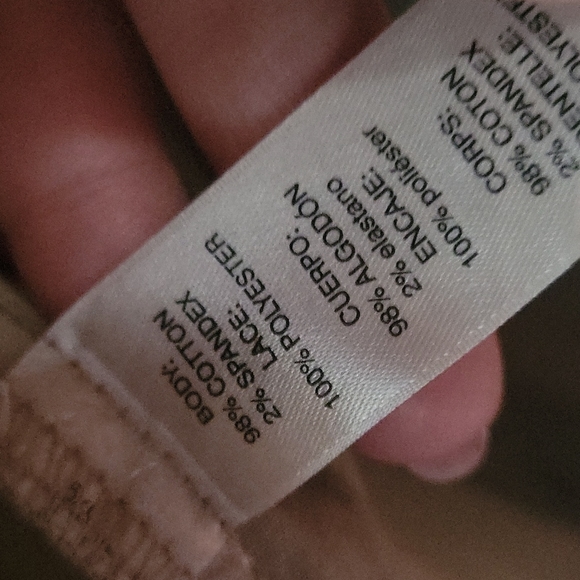 BODY:
98% COTTON
2% SPANDEX
LACE:
100% POLYESTER
CUERPO:
98% ALGODÓN
2% elastano
ENCAJE:
100% poliéster
CORPS:
98% COTON
2% SPANDEX